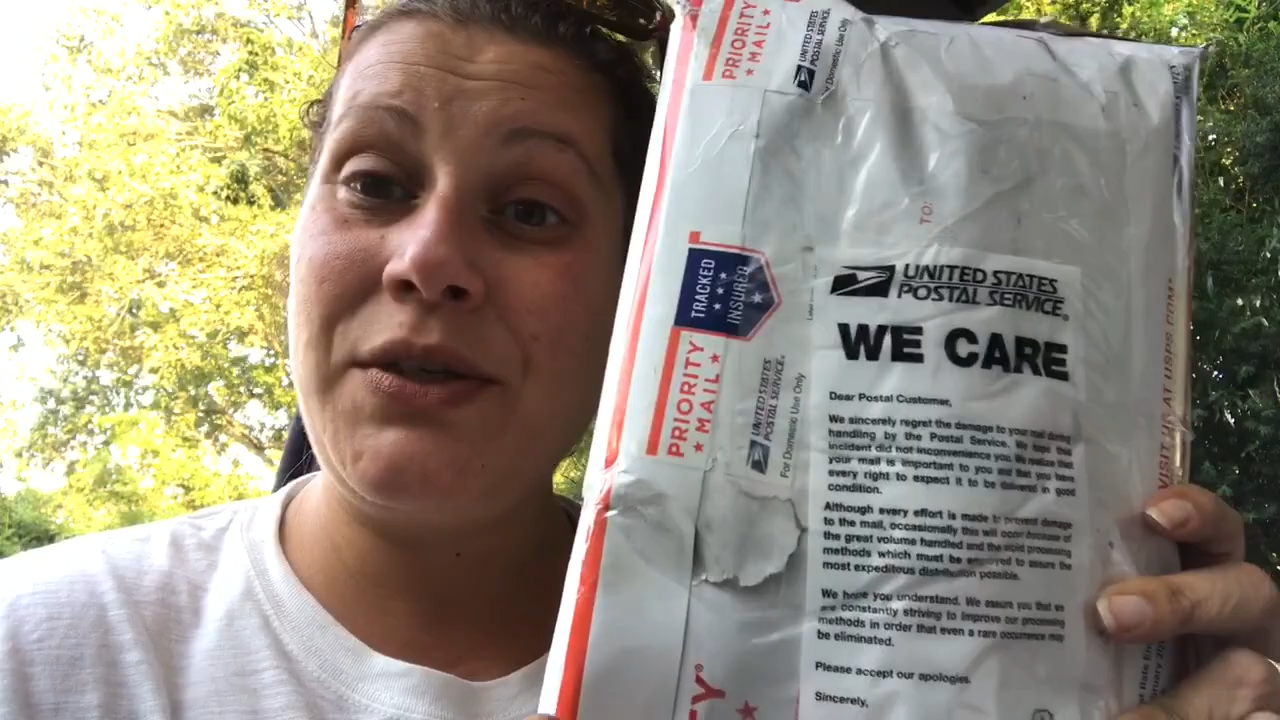 PRIORITY
MAIL
UNITED STATES
POSTAL SERVICE
For Domestic Use Only
TO:
TRACKED
INSURED
PRIORITY
MAIL
UNITED STATES
POSTAL SERVICE®
For Domestic Use Only
VISIT US AT USPS.COM®
UNITED STATES
POSTAL SERVICE®
WE CARE
Dear Postal Customer,
We sincerely regret the damage to your mail during
handling by the Postal Service. We hope this
incident did not inconvenience you. We realize that
your mail is important to you and that you have
every right to expect it to be delivered in good
condition.
Although every effort is made to prevent damage
to the mail, occasionally this will occur because of
the great volume handled and the rapid processing
methods which must be employed to assure the
most expeditous distribution possible.
We hope you understand. We assure you that we
are constantly striving to improve our processing
methods in order that even a rare occurrence may
be eliminated.
Please accept our apologies.
Sincerely,